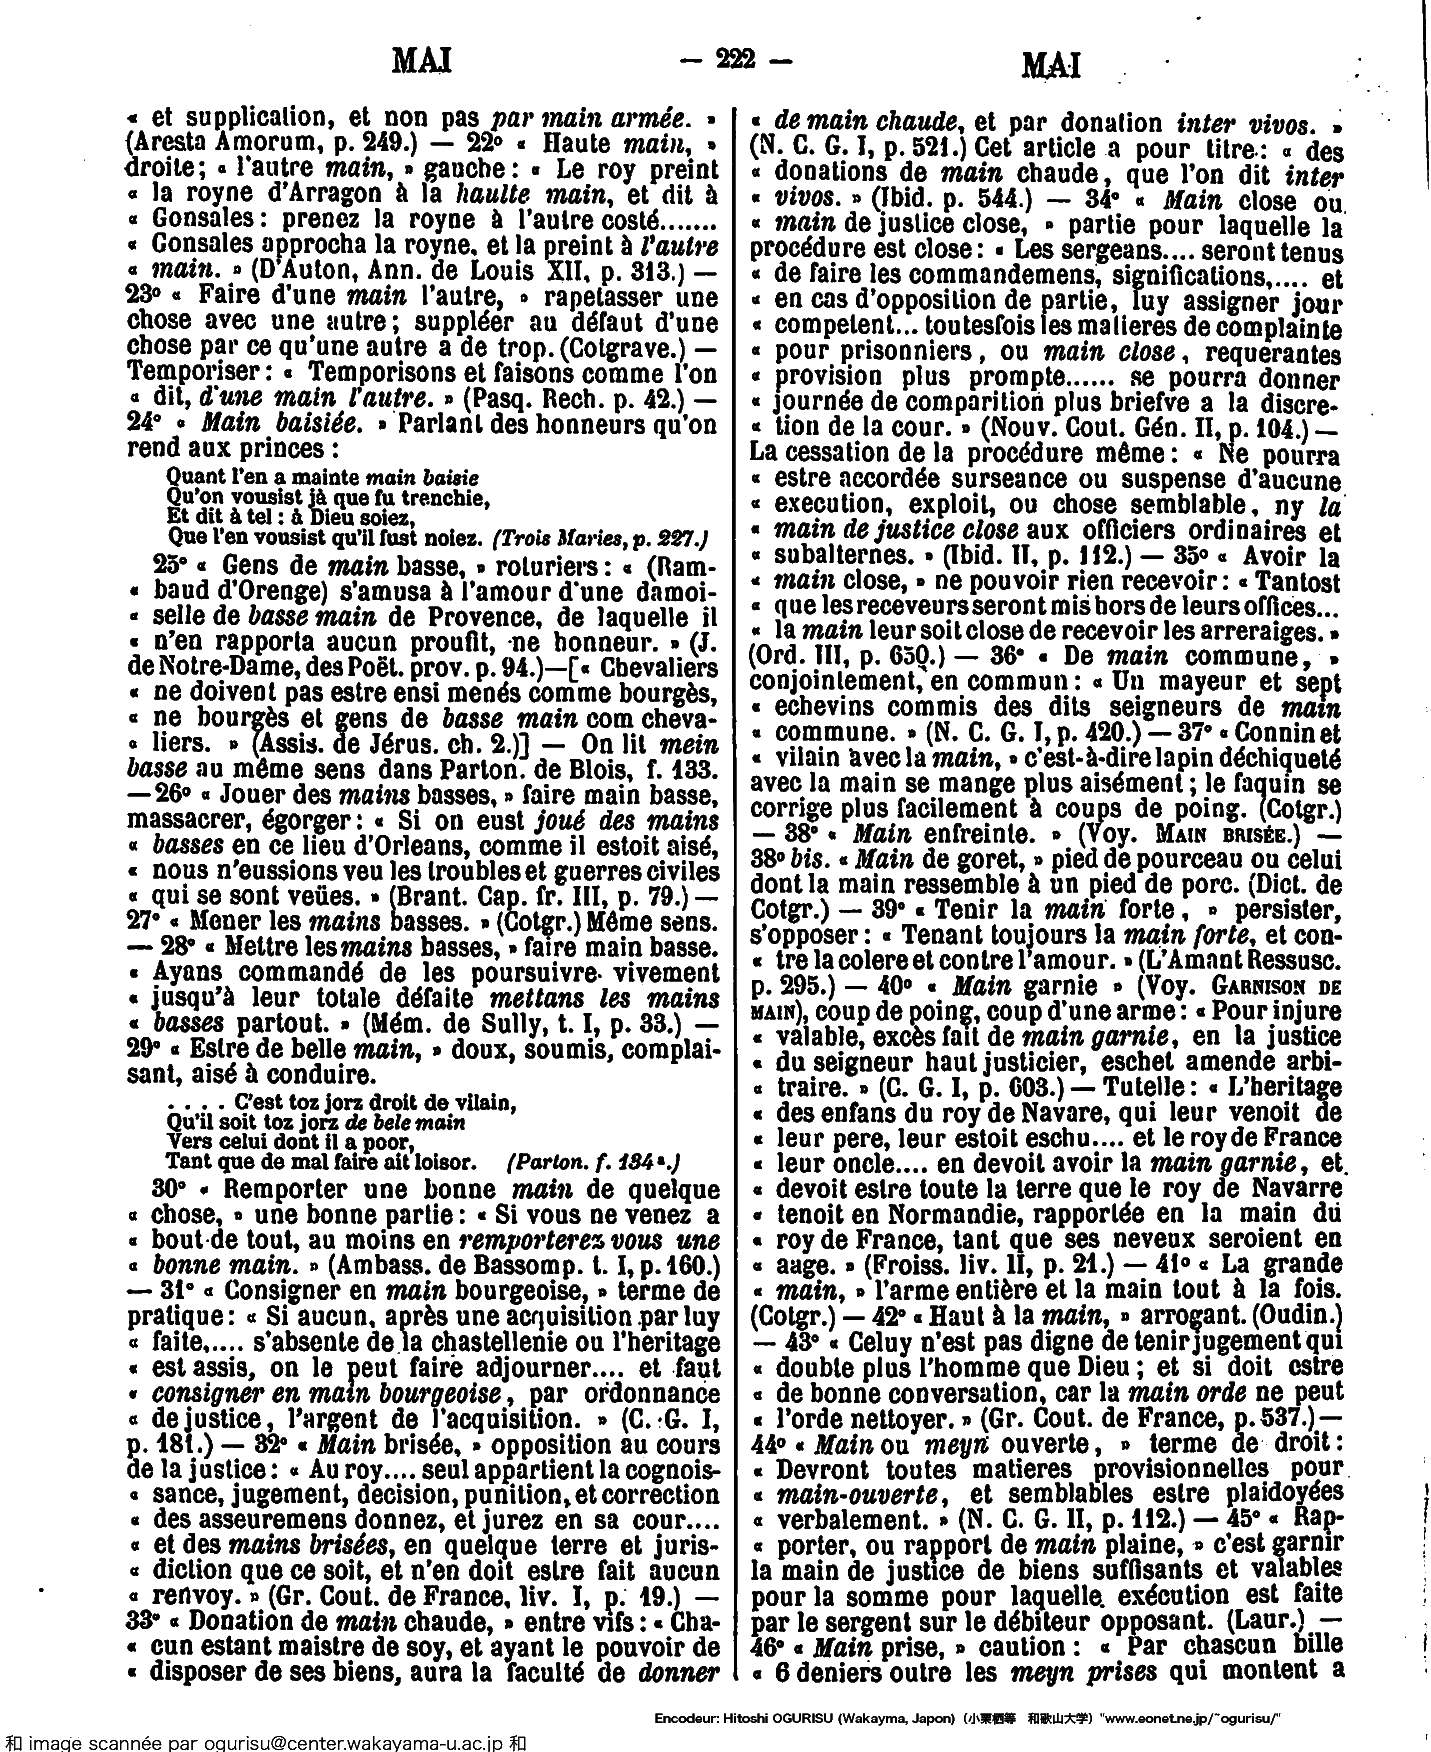 MAI — 222 — MAI
« et supplication, et non pas par main armée. »
(Aresta Amorum, p. 249.) — 22° « Haute main, »
droite; « l'autre main, » gauche : « Le roy preint
« la royne d'Arragon à la haulte main, et dit à
« Gonsales : prenez la royne à l'autre costé.......
« Gonsales approcha la royne, et la preint à l'autre
« main. » (D'Auton, Ann. de Louis XII, p. 313.) —
23° « Faire d'une main l'autre, » rapetasser une
chose avec une autre; suppléer au défaut d'une
chose par ce qu'une autre a de trop. (Cotgrave.) —
Temporiser : « Temporisons et faisons comme l'on
« dit, d'une main l'autre. » (Pasq. Rech. p. 42.) —
24° « Main baisiée. » Parlant des honneurs qu'on
rend aux princes :
Quant l'en a mainte main baisie
Qu'on vousist jà que fu trenchie,
Et dit à tel : à Dieu soiez,
Que l'en vousist qu'il fust noiez. (Trois Maries, p. 227.)
25° « Gens de main basse, » roturiers : « (Ram-
« baud d'Orenge) s'amusa à l'amour d'une damoi-
« selle de basse main de Provence, de laquelle il
« n'en rapporta aucun proufit, ne honneur. » (J.
de Notre-Dame, des Poët. prov. p. 94.)—[« Chevaliers
« ne doivent pas estre ensi menés comme bourgès,
« ne bourgès et gens de basse main com cheva-
« liers. » (Assis. de Jérus. ch. 2.)] — On lit mein
basse au même sens dans Parton. de Blois, f. 133.
— 26° « Jouer des mains basses, » faire main basse,
massacrer, égorger : « Si on eust joué des mains
« basses en ce lieu d'Orleans, comme il estoit aisé,
« nous n'eussions veu les troubles et guerres civiles
« qui se sont veües. » (Brant. Cap. fr. III, p. 79.) —
27° « Mener les mains basses. » (Cotgr.) Même sens.
— 28° « Mettre les mains basses, » faire main basse.
« Ayans commandé de les poursuivre vivement
« jusqu'à leur totale défaite mettans les mains
« basses partout. » (Mém. de Sully, t. I, p. 33.) —
29° « Estre de belle main, » doux, soumis, complai-
sant, aisé à conduire.
. . . . C'est toz jorz droit de vilain,
Qu'il soit toz jorz de bele main
Vers celui dont il a poor,
Tant que de mal faire ait loisor. (Parton. f. 134ª.)
30° « Remporter une bonne main de quelque
« chose, » une bonne partie : « Si vous ne venez a
« bout de tout, au moins en remporterez vous une
« bonne main. » (Ambass. de Bassomp. t. I, p. 160.)
— 31° « Consigner en main bourgeoise, » terme de
pratique : « Si aucun, après une acquisition par luy
« faite,.... s'absente de la chastellenie ou l'heritage
« est assis, on le peut faire adjourner.... et faut
« consigner en main bourgeoise, par ordonnance
« de justice, l'argent de l'acquisition. » (C. G. I,
p. 181.) — 32° « Main brisée, » opposition au cours
de la justice : « Au roy.... seul appartient la cognois-
« sance, jugement, decision, punition, et correction
« des asseuremens donnez, et jurez en sa cour....
« et des mains brisées, en quelque terre et juris-
« diction que ce soit, et n'en doit estre fait aucun
« renvoy. » (Gr. Cout. de France, liv. I, p. 19.) —
33° « Donation de main chaude, » entre vifs : « Cha-
« cun estant maistre de soy, et ayant le pouvoir de
« disposer de ses biens, aura la faculté de donner
« de main chaude, et par donation inter vivos. »
(N. C. G. I, p. 521.) Cet article a pour titre : « des
« donations de main chaude, que l'on dit inter
« vivos. » (Ibid. p. 544.) — 34° « Main close ou
« main de justice close, » partie pour laquelle la
procédure est close : « Les sergeans.... seront tenus
« de faire les commandemens, significations,.... et
« en cas d'opposition de partie, luy assigner jour
« competent... toutesfois les matieres de complainte
« pour prisonniers, ou main close, requerantes
« provision plus prompte...... se pourra donner
« journée de comparition plus briefve a la discre-
« tion de la cour. » (Nouv. Cout. Gén. II, p. 104.) —
La cessation de la procédure même : « Ne pourra
« estre accordée surseance ou suspense d'aucune
« execution, exploit, ou chose semblable, ny la
« main de justice close aux officiers ordinaires et
« subalternes. » (Ibid. II, p. 112.) — 35° « Avoir la
« main close, » ne pouvoir rien recevoir : « Tantost
« que les receveurs seront mis hors de leurs offices...
« la main leur soit close de recevoir les arreraiges. »
(Ord. III, p. 650.) — 36° « De main commune, »
conjointement, en commun : « Un mayeur et sept
« echevins commis des dits seigneurs de main
« commune. » (N. C. G. I, p. 420.) — 37° « Connin et
« vilain avec la main, » c'est-à-dire lapin déchiqueté
avec la main se mange plus aisément ; le faquin se
corrige plus facilement à coups de poing. (Cotgr.)
— 38° « Main enfreinte. » (Voy. MAIN BRISÉE.) —
38° bis. « Main de goret, » pied de pourceau ou celui
dont la main ressemble à un pied de porc. (Dict. de
Cotgr.) — 39° « Tenir la main forte, » persister,
s'opposer : « Tenant toujours la main forte, et con-
« tre la colere et contre l'amour. » (L'Amant Ressusc.
p. 295.) — 40° « Main garnie » (Voy. GARNISON DE
MAIN), coup de poing, coup d'une arme : « Pour injure
« valable, excès fait de main garnie, en la justice
« du seigneur haut justicier, eschet amende arbi-
« traire. » (C. G. I, p. 603.) — Tutelle : « L'heritage
« des enfans du roy de Navare, qui leur venoit de
« leur pere, leur estoit eschu.... et le roy de France
« leur oncle.... en devoit avoir la main garnie, et
« devoit estre toute la terre que le roy de Navarre
« tenoit en Normandie, rapportée en la main du
« roy de France, tant que ses neveux seroient en
« aage. » (Froiss. liv. II, p. 21.) — 41° « La grande
« main, » l'arme entière et la main tout à la fois.
(Cotgr.) — 42° « Haut à la main, » arrogant. (Oudin.)
— 43° « Celuy n'est pas digne de tenir jugement qui
« double plus l'homme que Dieu ; et si doit estre
« de bonne conversation, car la main orde ne peut
« l'orde nettoyer. » (Gr. Cout. de France, p. 537.) —
44° « Main ou meyn ouverte, » terme de droit :
« Devront toutes matieres provisionnelles pour
« main-ouverte, et semblables estre plaidoyées
« verbalement. » (N. C. G. II, p. 112.) — 45° « Rap-
« porter, ou rapport de main plaine, » c'est garnir
la main de justice de biens suffisants et valables
pour la somme pour laquelle exécution est faite
par le sergent sur le débiteur opposant. (Laur.) —
46° « Main prise, » caution : « Par chascun bille
« 6 deniers outre les meyn prises qui montent a
Encodeur: Hitoshi OGURISU (Wakayma, Japon) (小栗栖等 和歌山大学) "www.eonet.ne.jp/~ogurisu/"
和 image scannée par ogurisu@center.wakayama-u.ac.jp 和